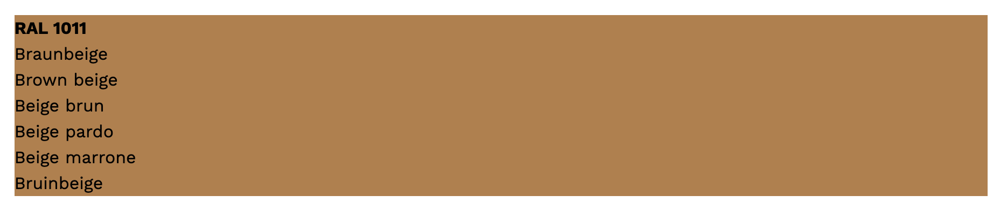 RAL 1011
Braunbeige
Brown beige
Beige brun
Beige pardo
Beige marrone
Bruinbeige